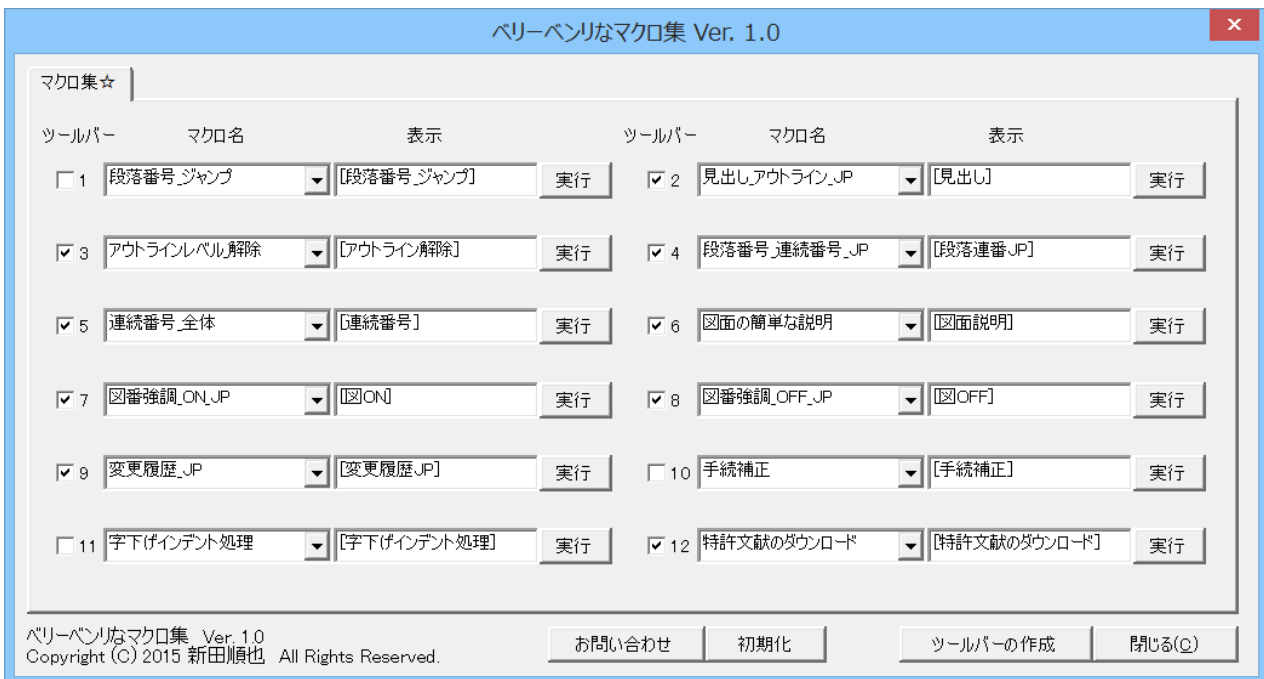 ベリーベンリなマクロ集 Ver. 1.0
マクロ集☆
ツールバー マクロ名 表示 ツールバー マクロ名 表示
1 段落番号_ジャンプ [段落番号_ジャンプ] 実行 2 見出し_アウトライン_JP [見出し] 実行
3 アウトラインレベル_解除 [アウトライン解除] 実行 4 段落番号_連続番号_JP [段落連番JP] 実行
5 連続番号_全体 [連続番号] 実行 6 図面の簡単な説明 [図面説明] 実行
7 図番強調_ON_JP [図ON] 実行 8 図番強調_OFF_JP [図OFF] 実行
9 変更履歴_JP [変更履歴JP] 実行 10 手続補正 [手続補正] 実行
11 字下げインデント処理 [字下げインデント処理] 実行 12 特許文献のダウンロード [特許文献のダウンロード] 実行
ベリーベンリなマクロ集 Ver. 1.0
Copyright (C) 2015 新田順也 All Rights Reserved.
お問い合わせ 初期化 ツールバーの作成 閉じる(C)